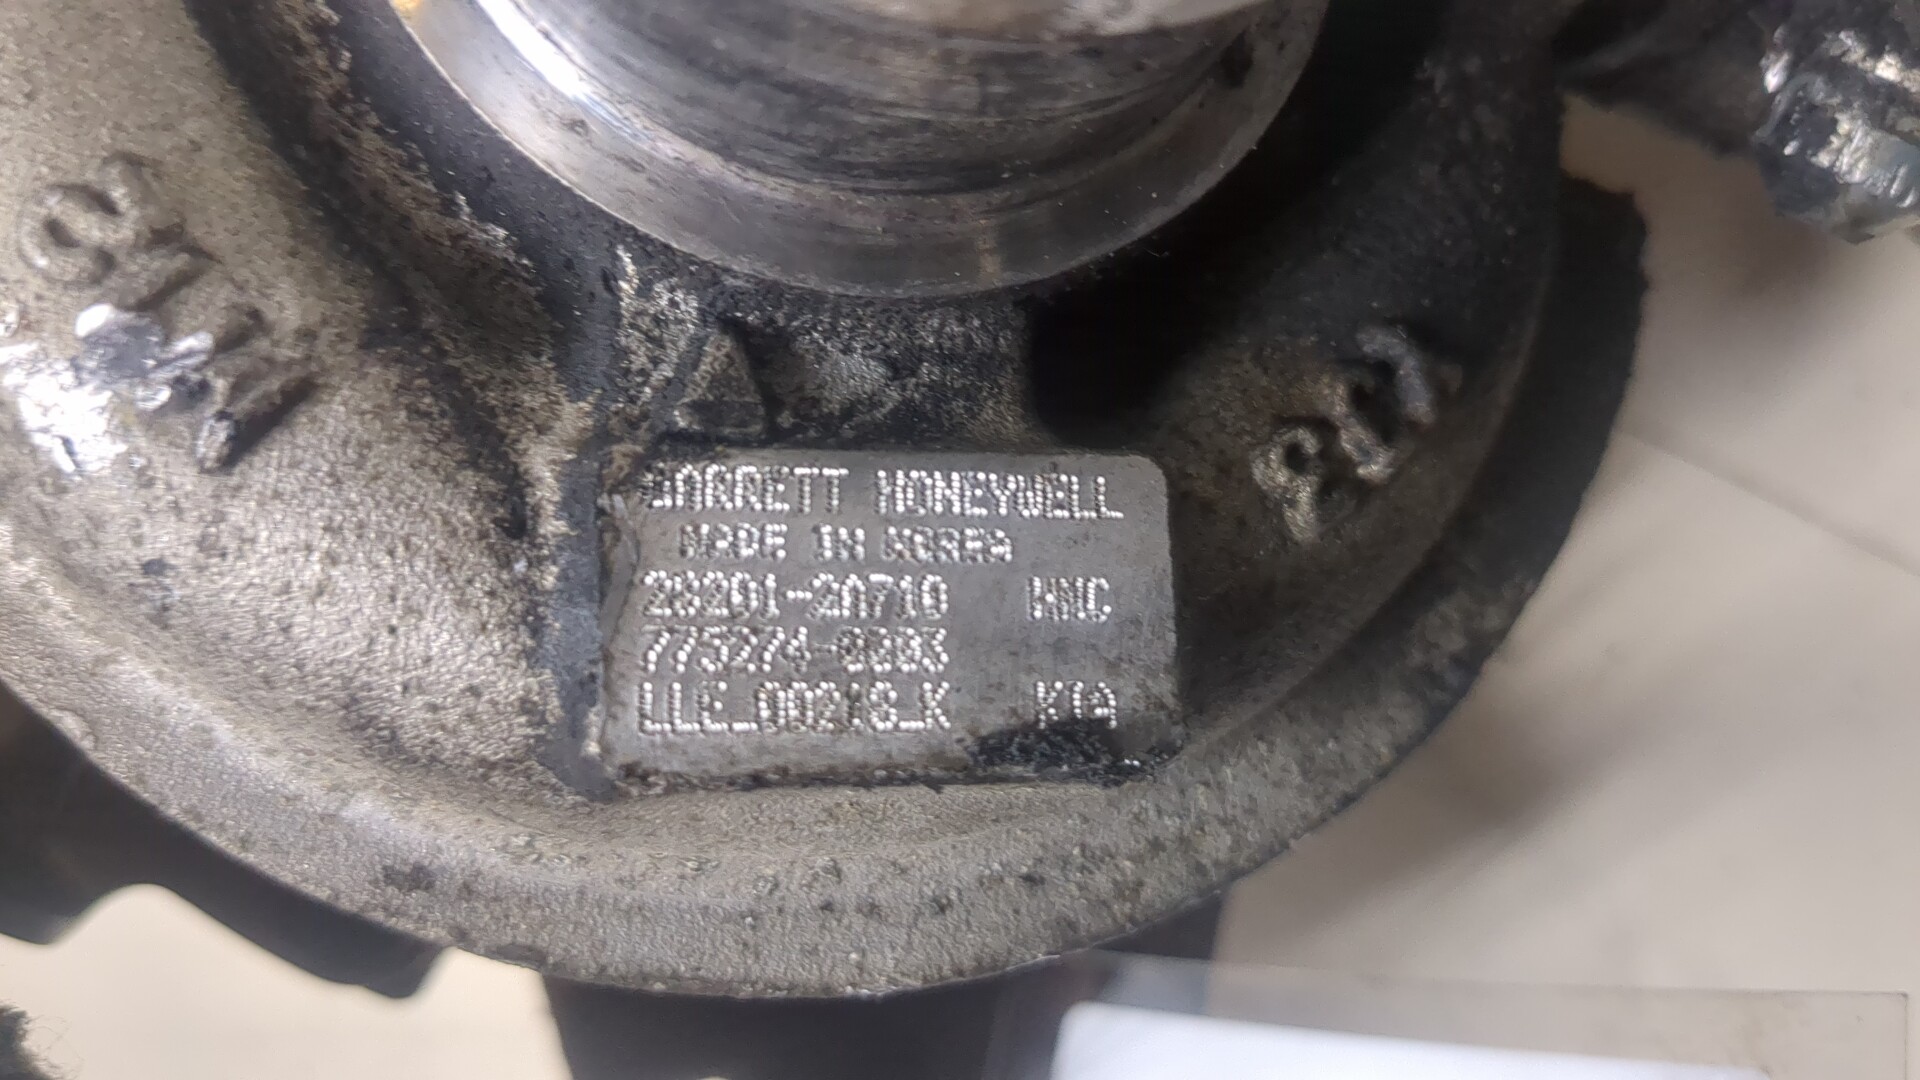 GARRETT HONEYWELL
MADE IN KOREA
28201-2A710 HMC
775274-0003
LLE_00218_K KIA